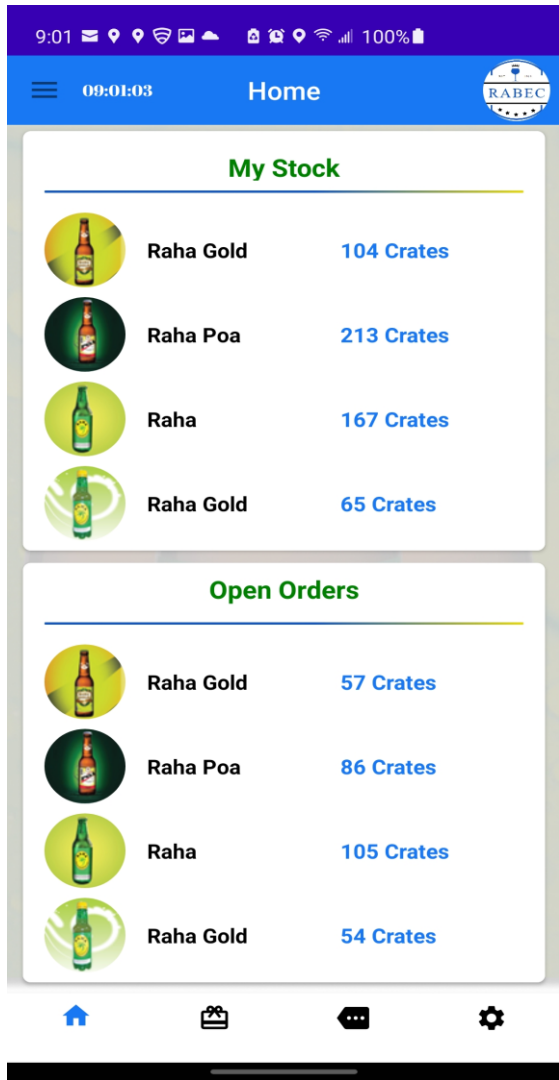 9:01 100%
09:01:03 Home RABEC
My Stock
Raha Gold 104 Crates
Raha Poa 213 Crates
Raha 167 Crates
Raha Gold 65 Crates
Open Orders
Raha Gold 57 Crates
Raha Poa 86 Crates
Raha 105 Crates
Raha Gold 54 Crates